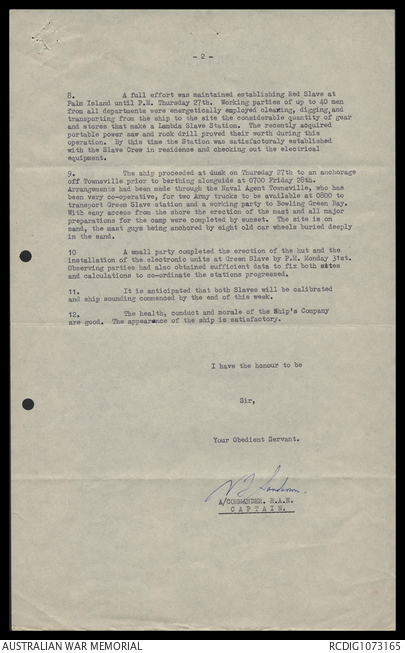 - 2 -
8. A full effort was maintained establishing Red Slave at
Palm Island until P.M. Thursday 27th. Working parties of up to 40 men
from all departments were energetically employed clearing, digging,and
transporting from the ship to the site the considerable quantity of gear
and stores that make a Lambda Slave Station. The recently acquired
portable power saw and rock drill proved their worth during this
operation. By this time the Station was satisfactoraly established
with the Slave Crew in residence and checking out the electrical
equipment.
9. The ship proceeded at dusk on Thursday 27th to an anchorage
off Townsville prior to berthing alongside at 0700 Friday 28th.
Arrangments had been made through the Naval Agent Townsville, who has
been very co-operative, for two Army trucks to be available at 0800 to
transport Green Slave station and a working party to Bowling Green Bay.
With easy access from the shore the erection of the mast and all major
preparations for the camp were completed by sunset. The site is on
sand, the mast guys being anchored by eight old car wheels buried deeply
in the sand.
10 A small party completed the erection of the hut and the
installation of the electronic units at Green Slave by P.M. Monday 31st.
Observing parties had also obtained sufficient data to fix both sites
and calculations to co-ordinate the stations progressed.
11. It is anticipated that both Slaves will be calibrated
and ship sounding commenced by the end of this week.
12. The health, conduct and morale of the Ship's Company
are good. The appearance of the ship is satisfactory.
I have the honour to be
Sir,
Your Obedient Servant.
A/COMMANDER. R.A.N.
C A P T A I N.
AUSTRALIAN WAR MEMORIAL
RCDIG1073165